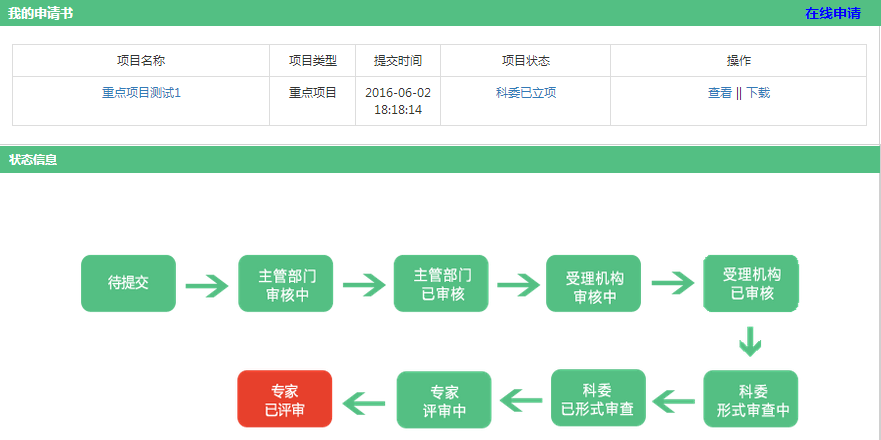 我的申请书
在线申请
项目名称 项目类型 提交时间 项目状态 操作
重点项目测试1 重点项目 2016-06-02 科委已立项 查看 || 下载
18:18:14
状态信息
待提交
主管部门
审核中
主管部门
已审核
受理机构
审核中
受理机构
已审核
科委
形式审查中
科委
已形式审查
专家
评审中
专家
已评审